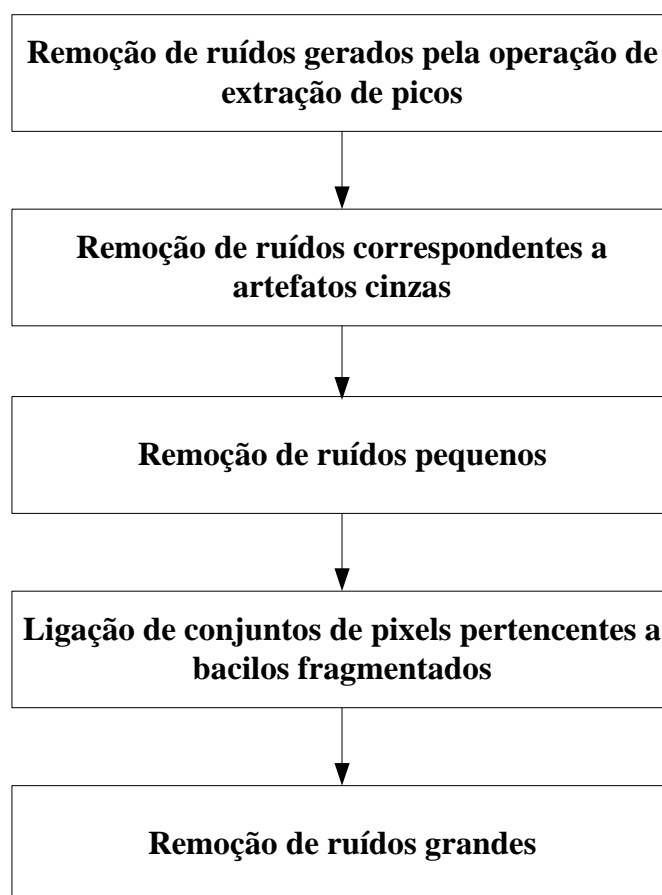 Remoção de ruídos gerados pela operação de
extração de picos
Remoção de ruídos correspondentes a
artefatos cinzas
Remoção de ruídos pequenos
Ligação de conjuntos de pixels pertencentes a
bacilos fragmentados
Remoção de ruídos grandes